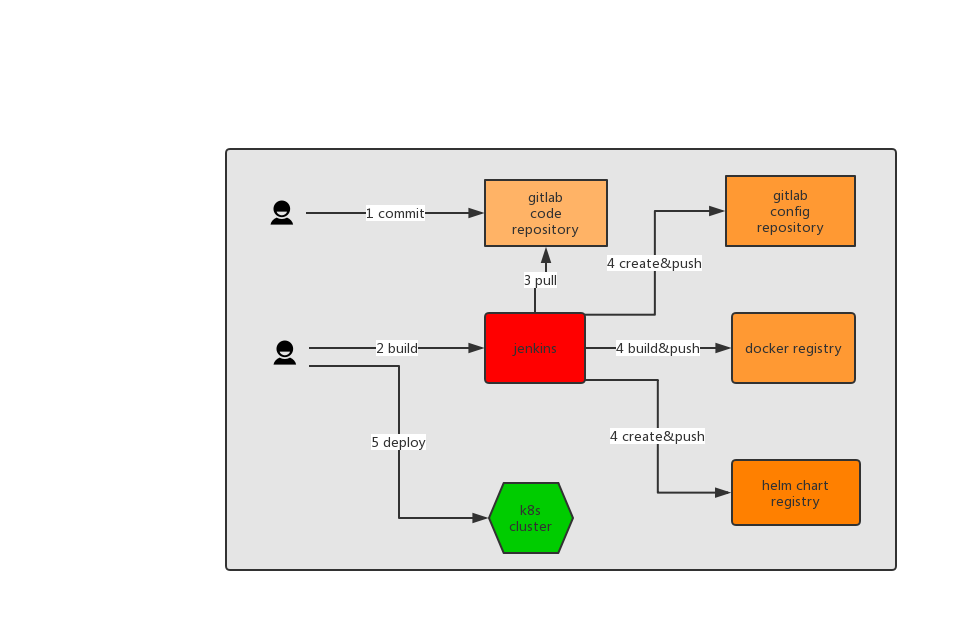 1 commit
gitlab
code
repository
gitlab
config
repository
4 create&push
3 pull
2 build
jenkins
4 build&push
docker registry
4 create&push
5 deploy
helm chart
registry
k8s
cluster